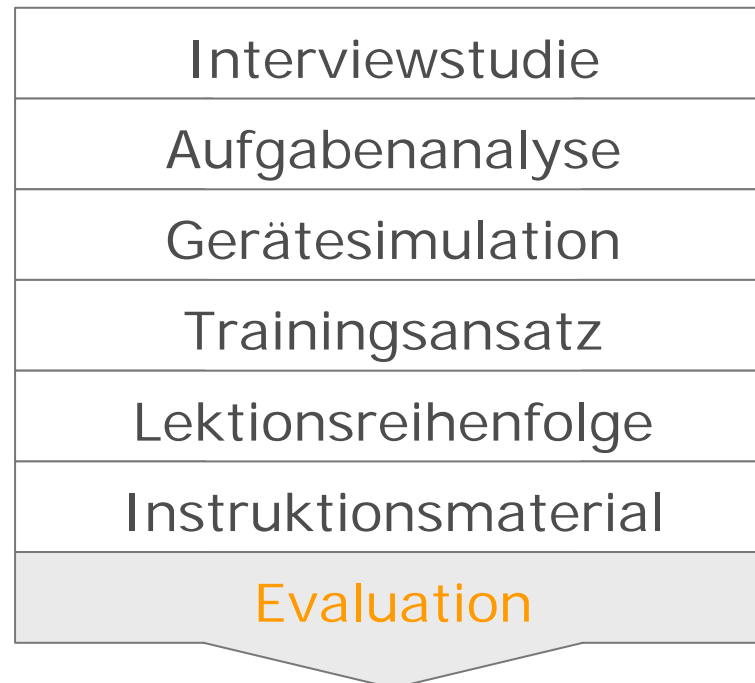 Interviewstudie
Aufgabenanalyse
Gerätesimulation
Trainingsansatz
Lektionsreihenfolge
Instruktionsmaterial
Evaluation